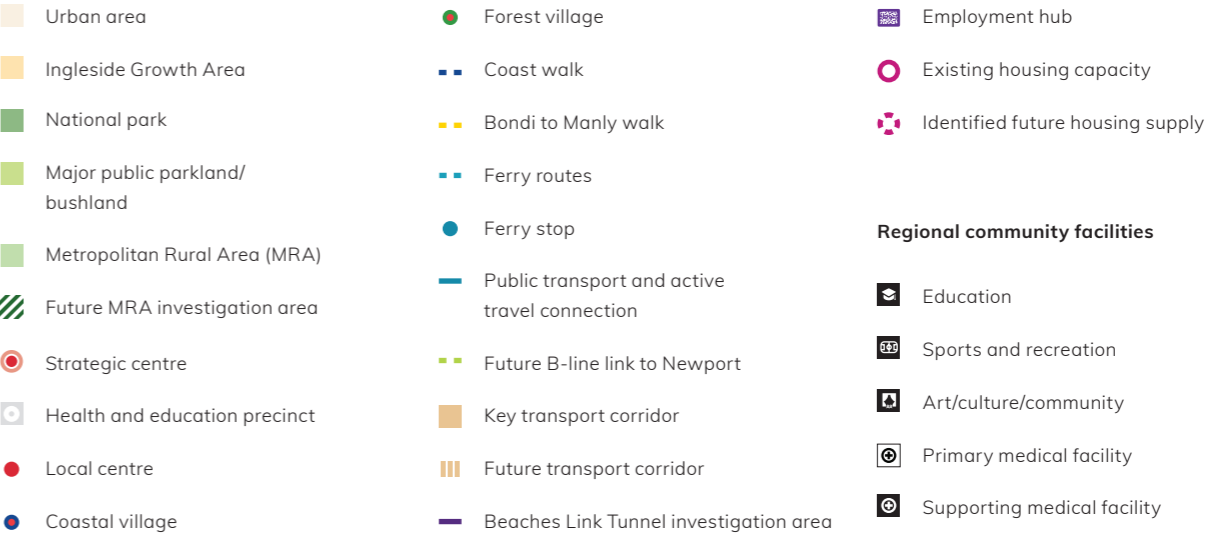 Urban area
Ingleside Growth Area
National park
Major public parkland/
bushland
Metropolitan Rural Area (MRA)
Future MRA investigation area
Strategic centre
Health and education precinct
Local centre
Coastal village
Forest village
Coast walk
Bondi to Manly walk
Ferry routes
Ferry stop
Public transport and active
travel connection
Future B-line link to Newport
Key transport corridor
Future transport corridor
Beaches Link Tunnel investigation area
Employment hub
Existing housing capacity
Identified future housing supply
Regional community facilities
Education
Sports and recreation
Art/culture/community
Primary medical facility
Supporting medical facility